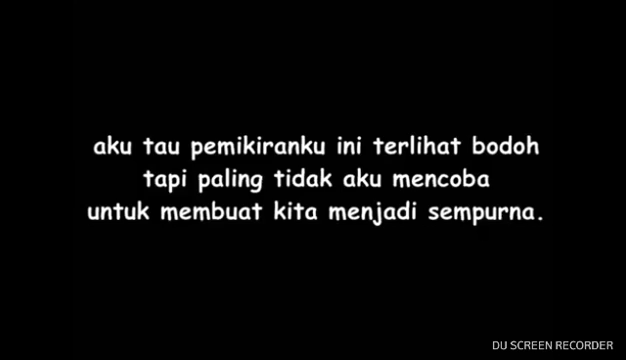 aku tau pemikiranku ini terlihat bodoh
tapi paling tidak aku mencoba
untuk membuat kita menjadi sempurna.
DU SCREEN RECORDER